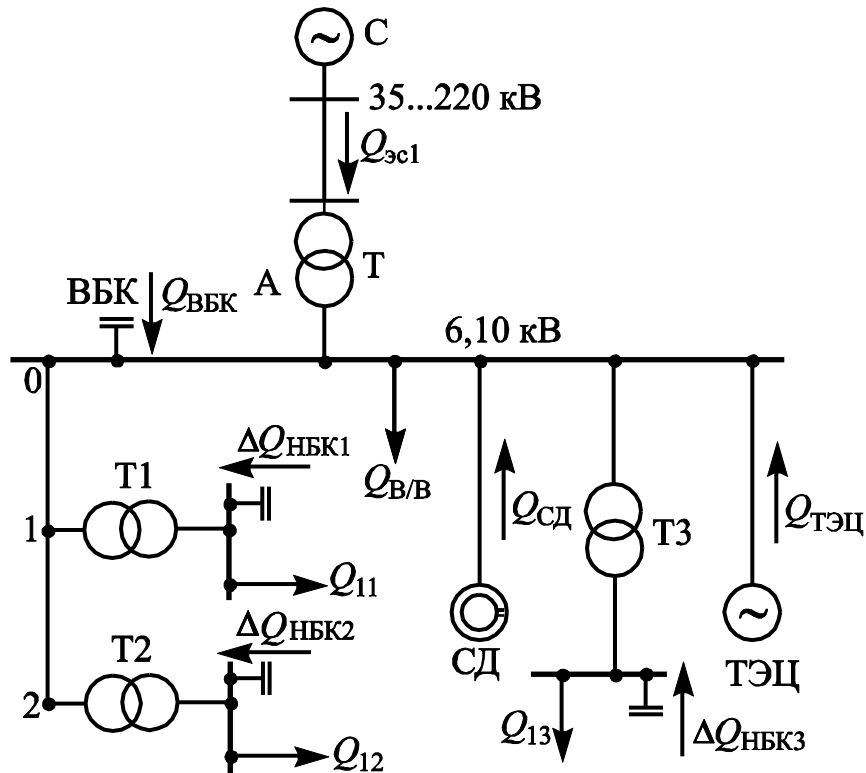 С
35...220 кВ
Qэс1
Т
А
ВБК
QВБК
6,10 кВ
0
ΔQНБК1
Т1
QВ/В
QСД
Т3
QТЭЦ
1
Q11
ΔQНБК2
Т2
СД
ТЭЦ
2
Q12
Q13
ΔQНБК3